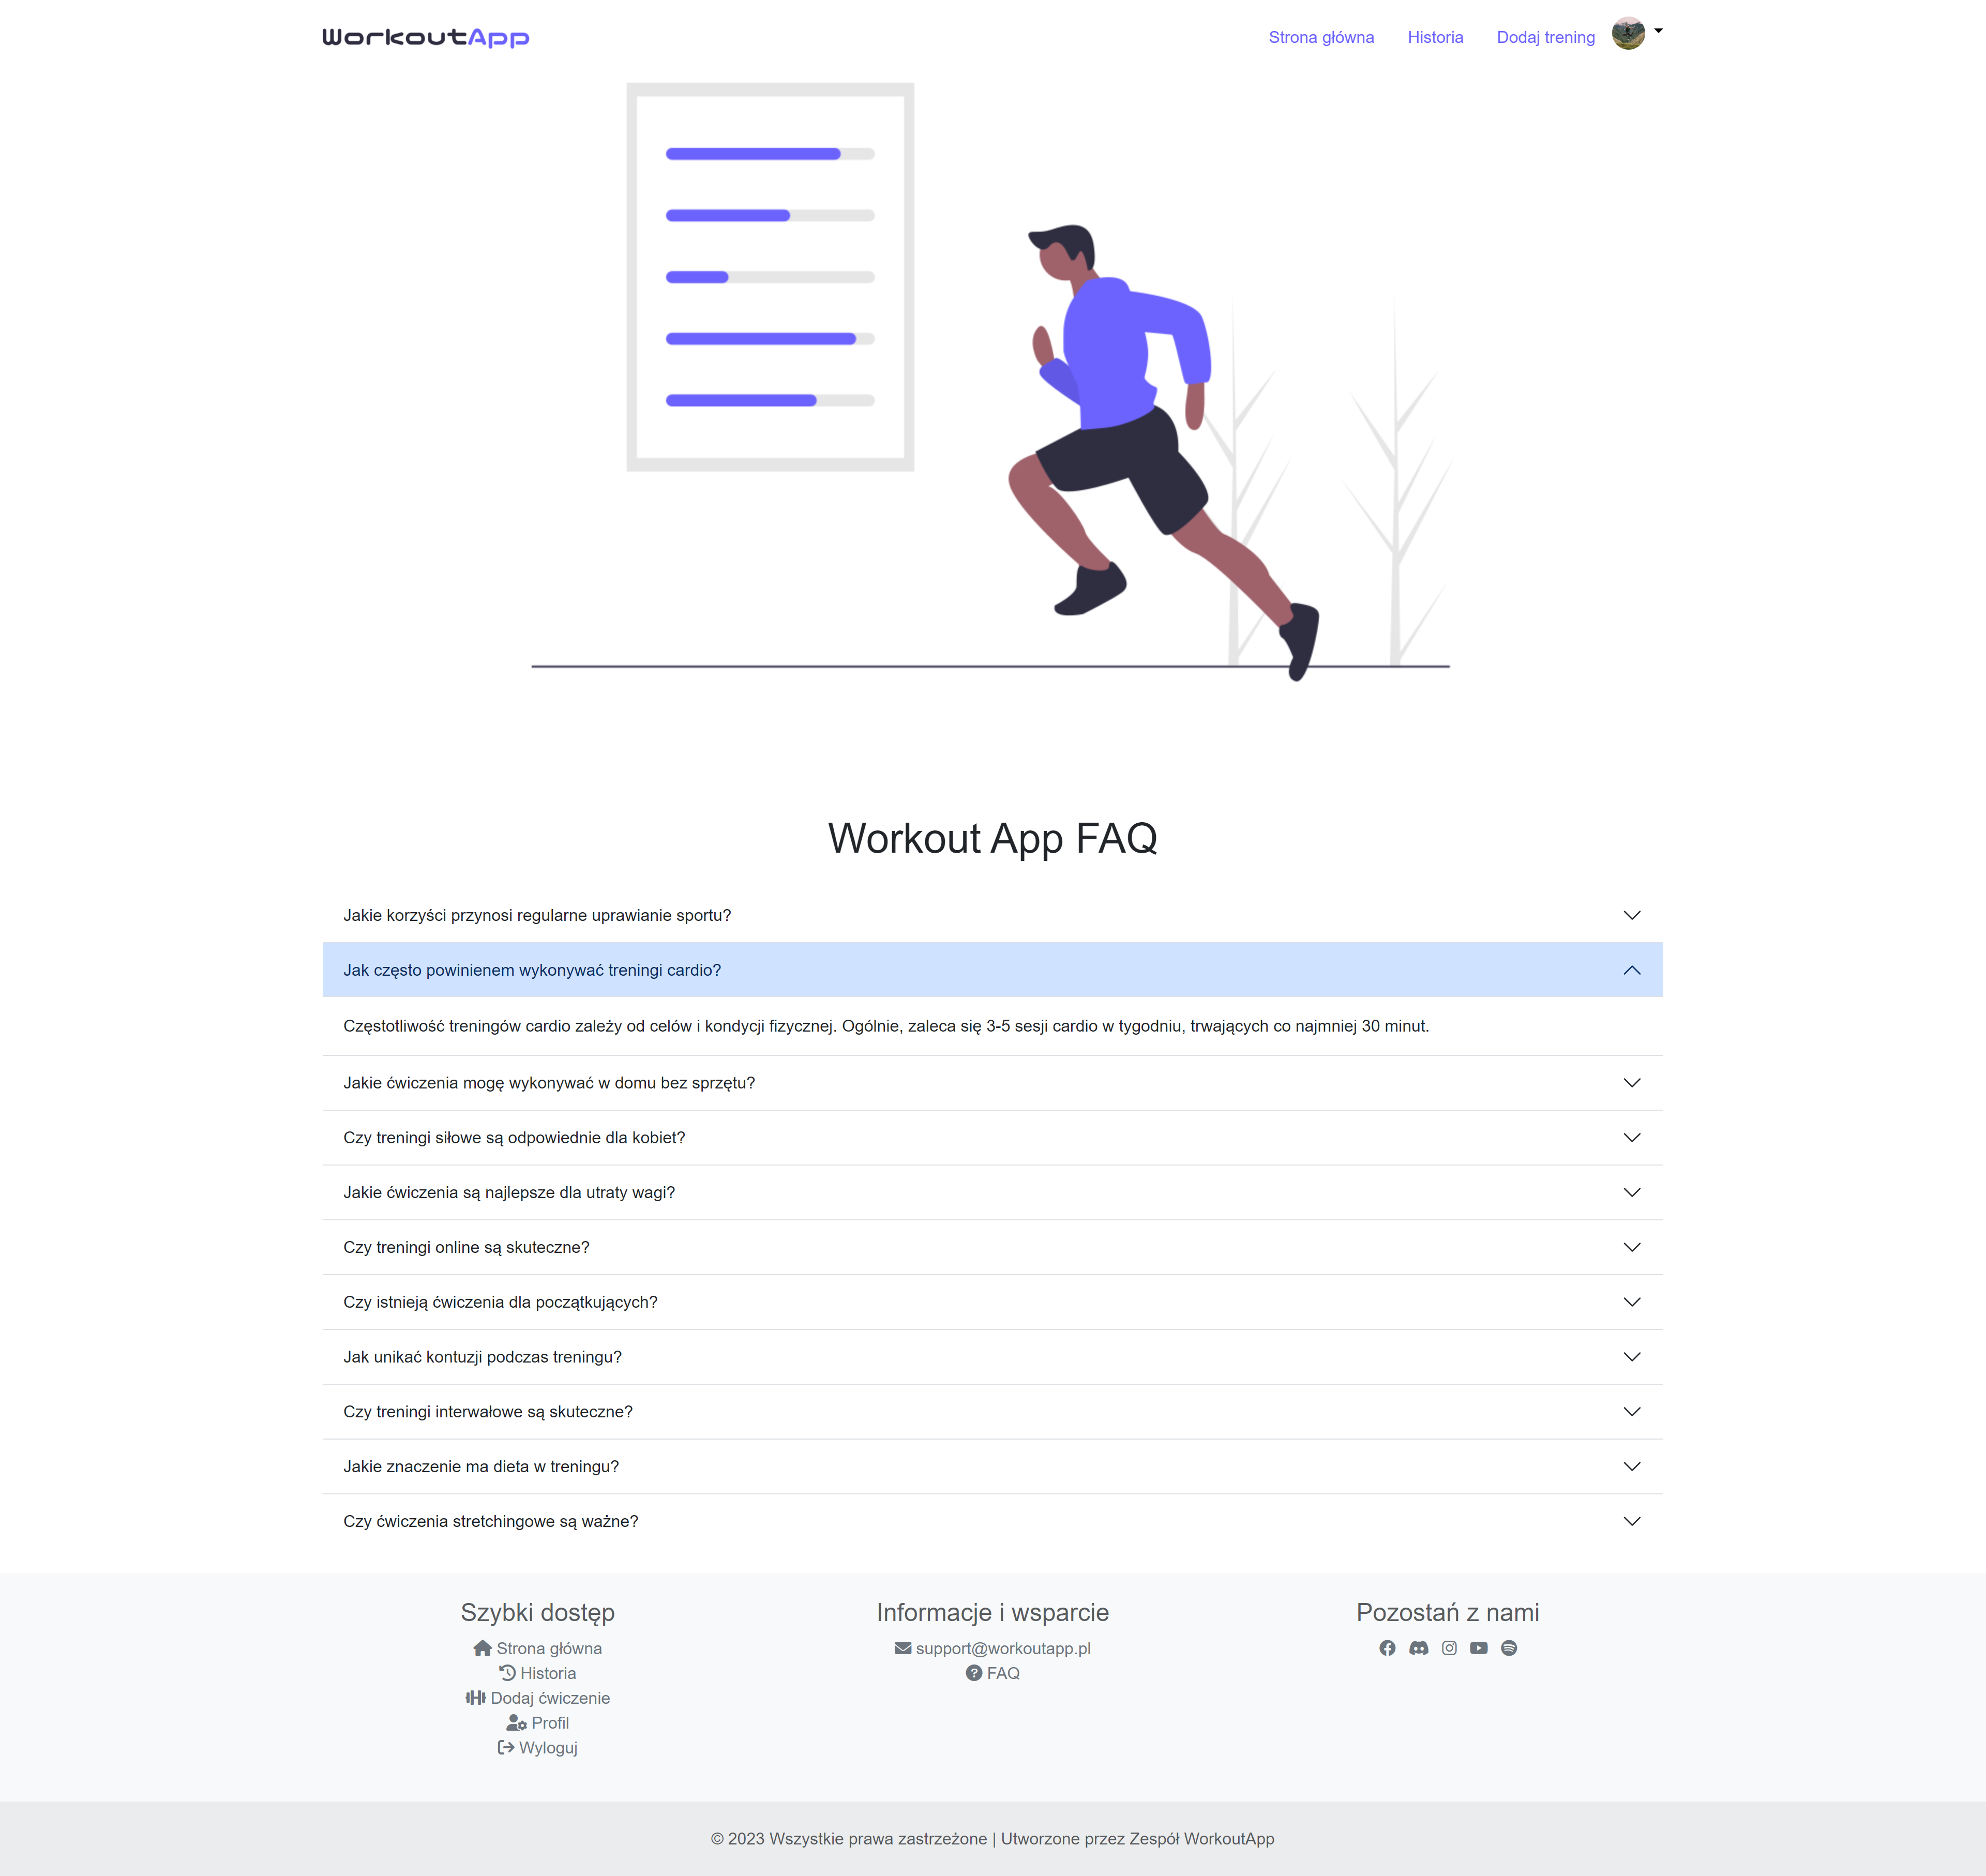 WorkoutApp
Strona główna Historia Dodaj trening
Workout App FAQ
Jakie korzyści przynosi regularne uprawianie sportu?
Jak często powinienem wykonywać treningi cardio?
Częstotliwość treningów cardio zależy od celów i kondycji fizycznej. Ogólnie, zaleca się 3-5 sesji cardio w tygodniu, trwających co najmniej 30 minut.
Jakie ćwiczenia mogę wykonywać w domu bez sprzętu?
Czy treningi siłowe są odpowiednie dla kobiet?
Jakie ćwiczenia są najlepsze dla utraty wagi?
Czy treningi online są skuteczne?
Czy istnieją ćwiczenia dla początkujących?
Jak unikać kontuzji podczas treningu?
Czy treningi interwałowe są skuteczne?
Jakie znaczenie ma dieta w treningu?
Czy ćwiczenia stretchingowe są ważne?
Szybki dostęp
Strona główna
Historia
Dodaj ćwiczenie
Profil
Wyloguj
Informacje i wsparcie
support@workoutapp.pl
FAQ
Pozostań z nami
© 2023 Wszystkie prawa zastrzeżone | Utworzone przez Zespół WorkoutApp